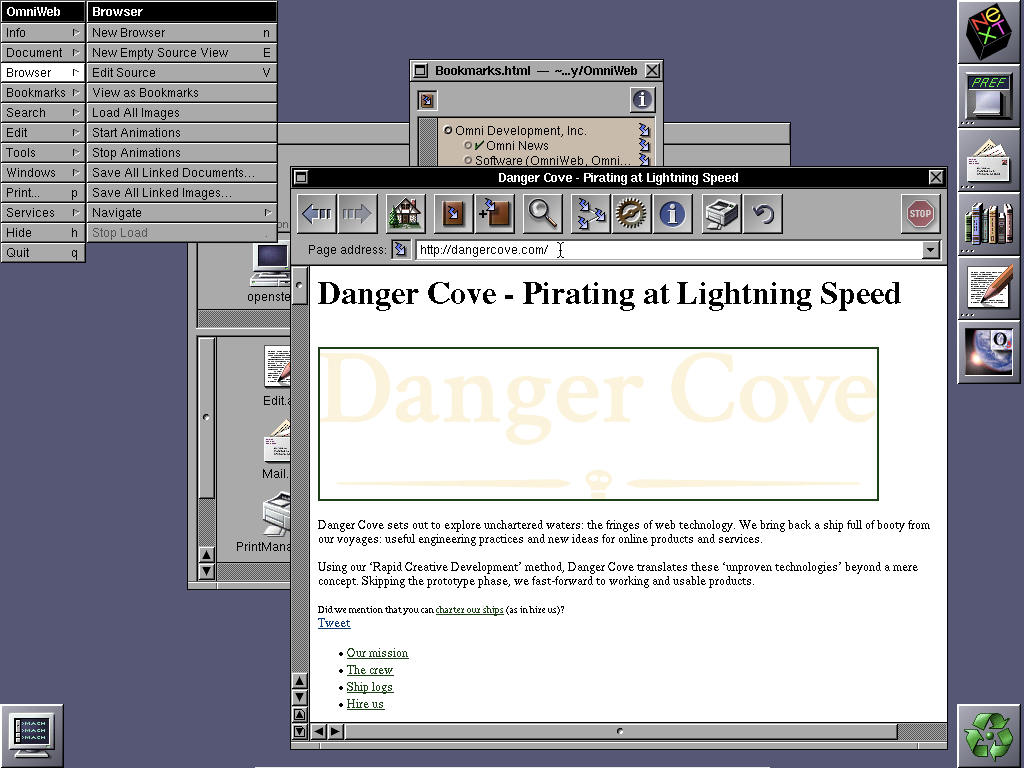 OmniWeb
Info
Document
Browser
Bookmarks
Search
Edit
Tools
Windows
Print... p
Services
Hide h
Quit q
Browser
New Browser n
New Empty Source View E
Edit Source V
View as Bookmarks
Load All Images
Start Animations
Stop Animations
Save All Linked Documents...
Save All Linked Images...
Navigate
Stop Load .
Bookmarks.html — ~...y/OmniWeb
Omni Development, Inc.
Omni News
Software (OmniWeb, Omni...
openste
Edit.a
Mail.
PrintMana
Danger Cove - Pirating at Lightning Speed
STOP
Page address: http://dangercove.com/
Danger Cove - Pirating at Lightning Speed
Danger Cove
Danger Cove sets out to explore unchartered waters: the fringes of web technology. We bring back a ship full of booty from
our voyages: useful engineering practices and new ideas for online products and services.
Using our ‘Rapid Creative Development’ method, Danger Cove translates these ‘unproven technologies’ beyond a mere
concept. Skipping the prototype phase, we fast-forward to working and usable products.
Did we mention that you can charter our ships (as in hire us)?
Tweet
• Our mission
• The crew
• Ship logs
• Hire us
NeXT
PREF
O
>MACH >MACH
>MACH >MACH
>MACH >MACH